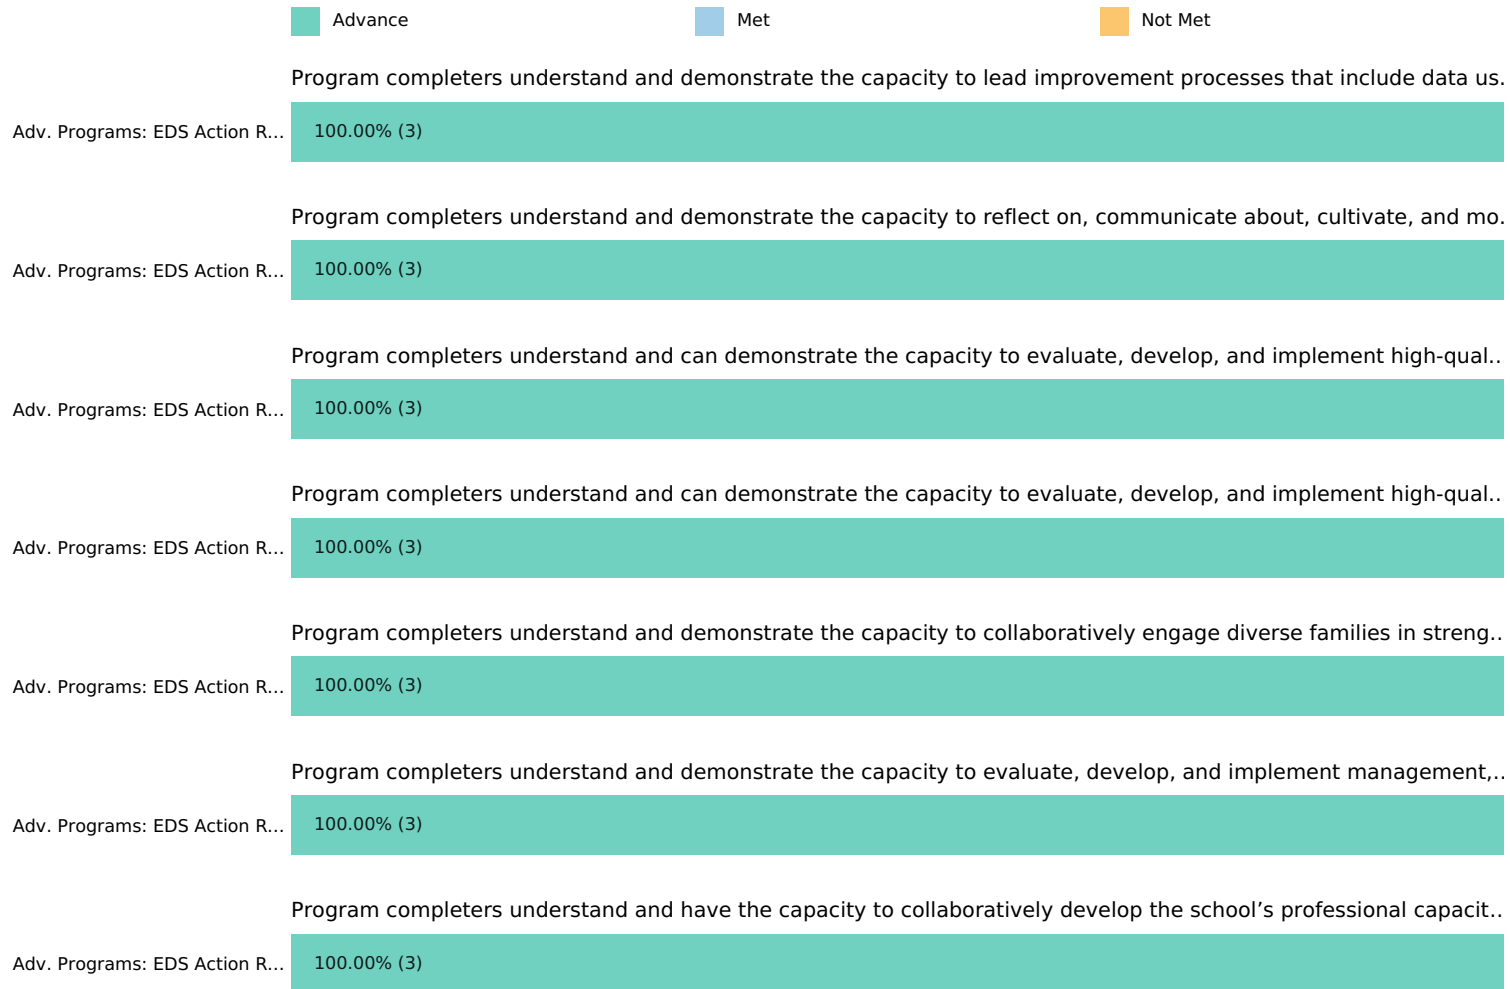 Advance Met Not Met
Program completers understand and demonstrate the capacity to lead improvement processes that include data us.
Adv. Programs: EDS Action R... 100.00% (3)
Program completers understand and demonstrate the capacity to reflect on, communicate about, cultivate, and mo.
Adv. Programs: EDS Action R... 100.00% (3)
Program completers understand and can demonstrate the capacity to evaluate, develop, and implement high-qual..
Adv. Programs: EDS Action R... 100.00% (3)
Program completers understand and can demonstrate the capacity to evaluate, develop, and implement high-qual..
Adv. Programs: EDS Action R... 100.00% (3)
Program completers understand and demonstrate the capacity to collaboratively engage diverse families in streng..
Adv. Programs: EDS Action R... 100.00% (3)
Program completers understand and demonstrate the capacity to evaluate, develop, and implement management,..
Adv. Programs: EDS Action R... 100.00% (3)
Program completers understand and have the capacity to collaboratively develop the school’s professional capacit..
Adv. Programs: EDS Action R... 100.00% (3)